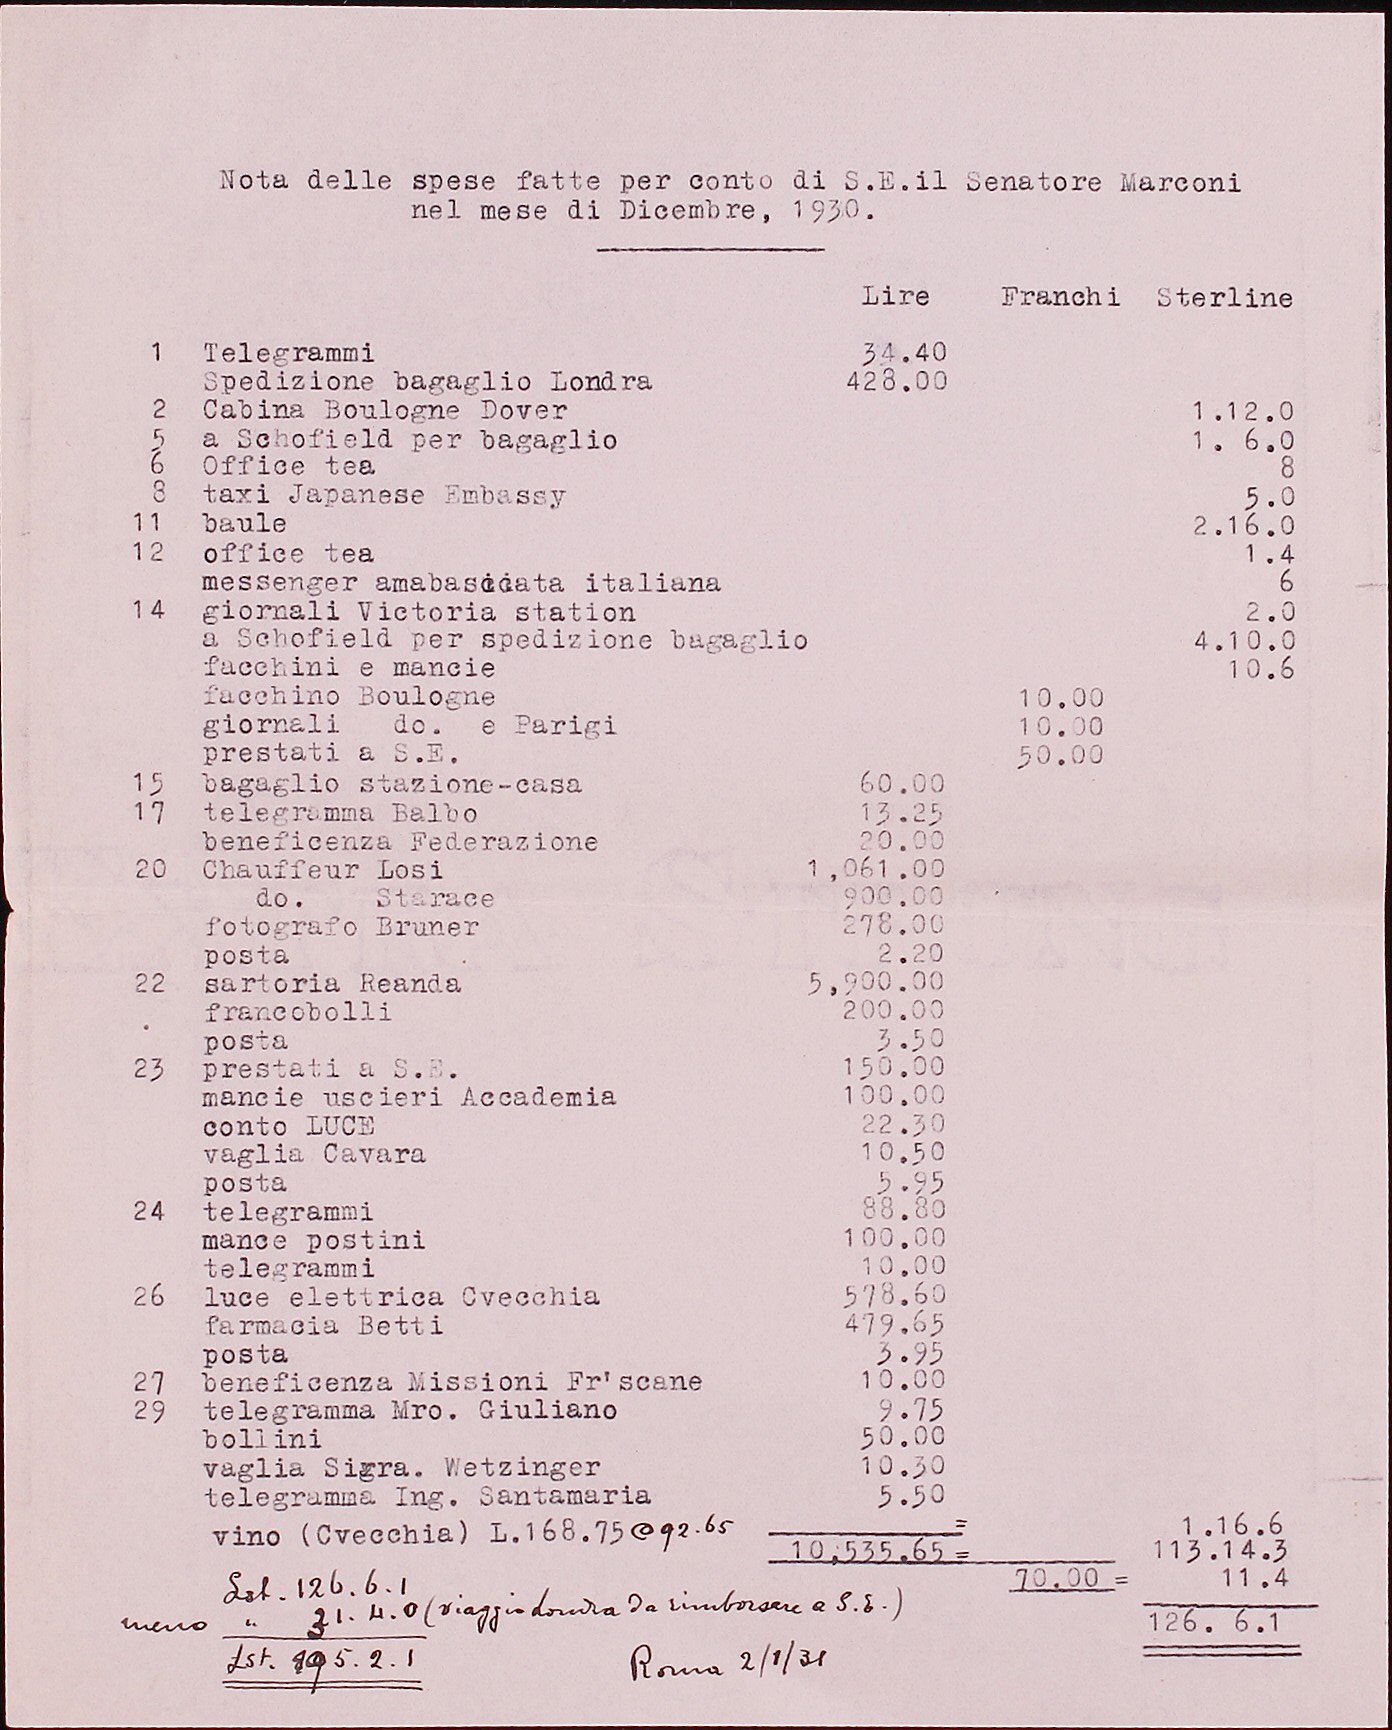 Nota delle spese fatte per conto di S.E.il Senatore Marconi
nel mese di Dicembre, 1930.
Lire Franchi Sterline
1 Telegrammi 34.40
Spedizione bagaglio Londra 428.00
2 Cabina Boulogne Dover 1.12.0
5 a Schofield per bagaglio 1. 6.0
6 Office tea 8
8 taxi Japanese Embassy 5.0
11 baule 2.16.0
12 office tea 1.4
messenger amabasciata italiana 6
14 giornali Victoria station 2.0
a Schofield per spedizione bagaglio 4.10.0
facchini e mancie 10.6
facchino Boulogne 10.00
giornali do. e Parigi 10.00
prestati a S.E. 50.00
15 bagaglio stazione-casa 60.00
17 telegramma Balbo 13.25
beneficenza Federazione 20.00
20 Chauffeur Losi 1,061.00
do. Starace 900.00
fotografo Bruner 278.00
posta 2.20
22 sartoria Reanda 5,900.00
francobolli 200.00
posta 3.50
23 prestati a S.E. 150.00
mancie uscieri Accademia 100.00
conto LUCE 22.30
vaglia Cavara 10.50
posta 5.95
24 telegrammi 88.80
mance postini 100.00
telegrammi 10.00
26 luce elettrica Cvecchia 578.60
farmacia Betti 479.65
posta 3.95
27 beneficenza Missioni Fr'scane 10.00
29 telegramma Mro. Giuliano 9.75
bollini 50.00
vaglia Sigra. Wetzinger 10.30
telegramma Ing. Santamaria 5.50
vino (Cvecchia) L.168.75@92.65 = 1.16.6
10,535.65 = 113.14.3
70.00 = 11.4
126. 6.1
Lst. 126.6.1
meno " 31.4.0 (viaggio Londra da rimborsare a S.E.)
Lst. 95.2.1
Roma 2/1/31